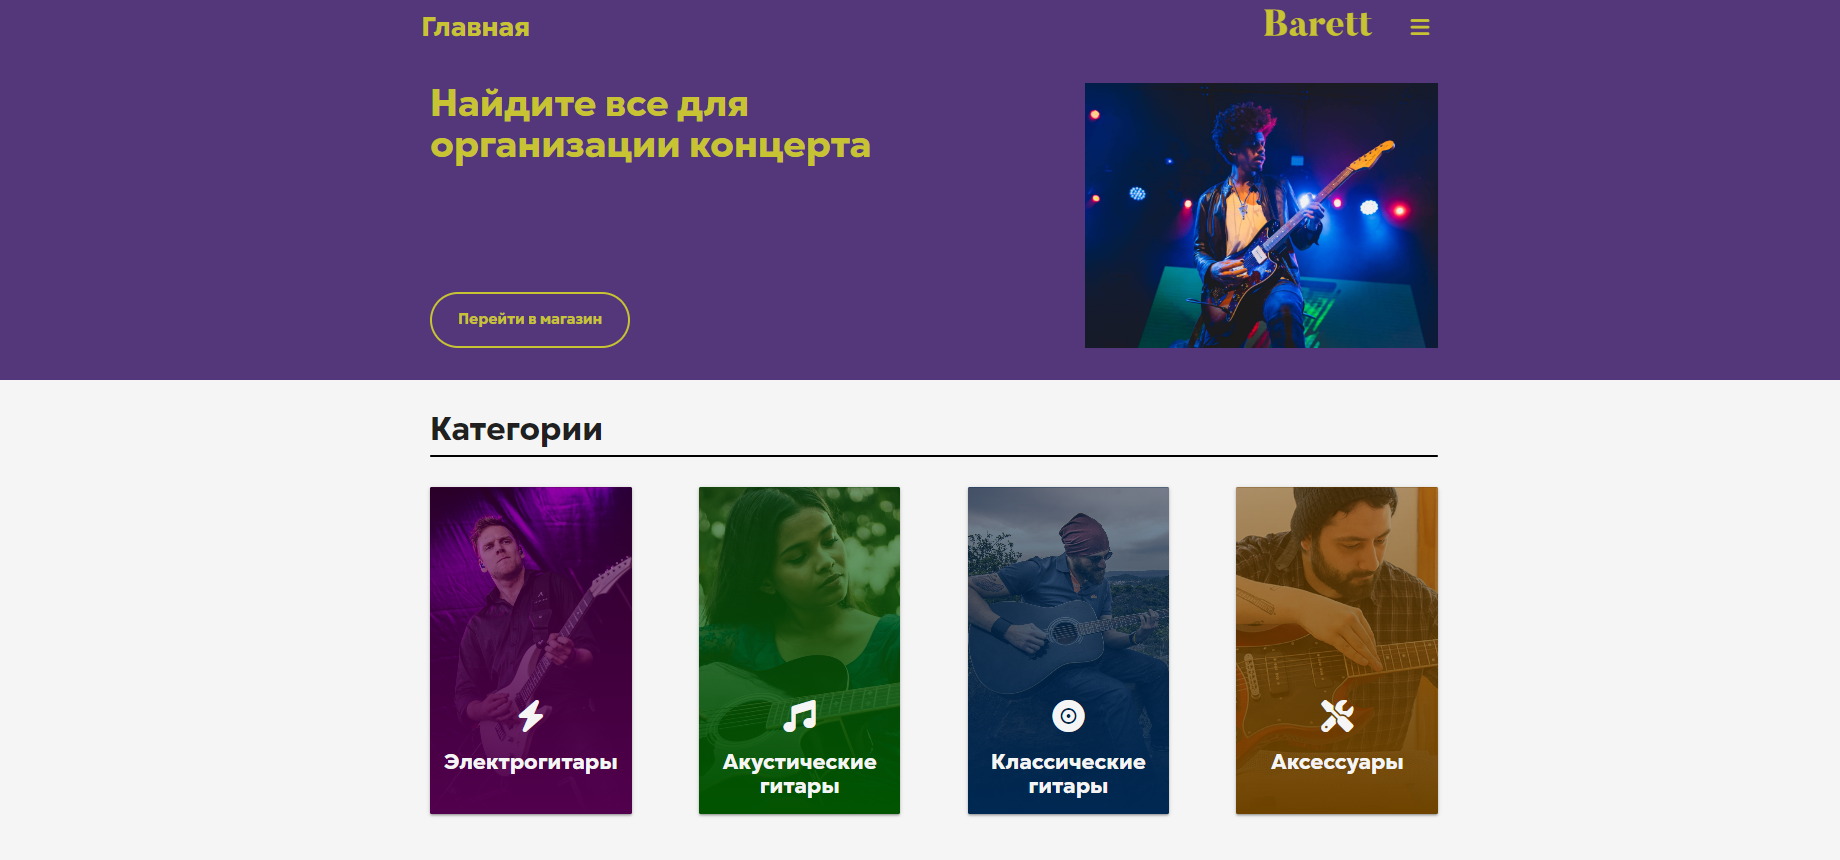 Главная
Barett
Найдите все для
организации концерта
Перейти в магазин
Категории
Электрогитары
Акустические
гитары
Классические
гитары
Аксессуары